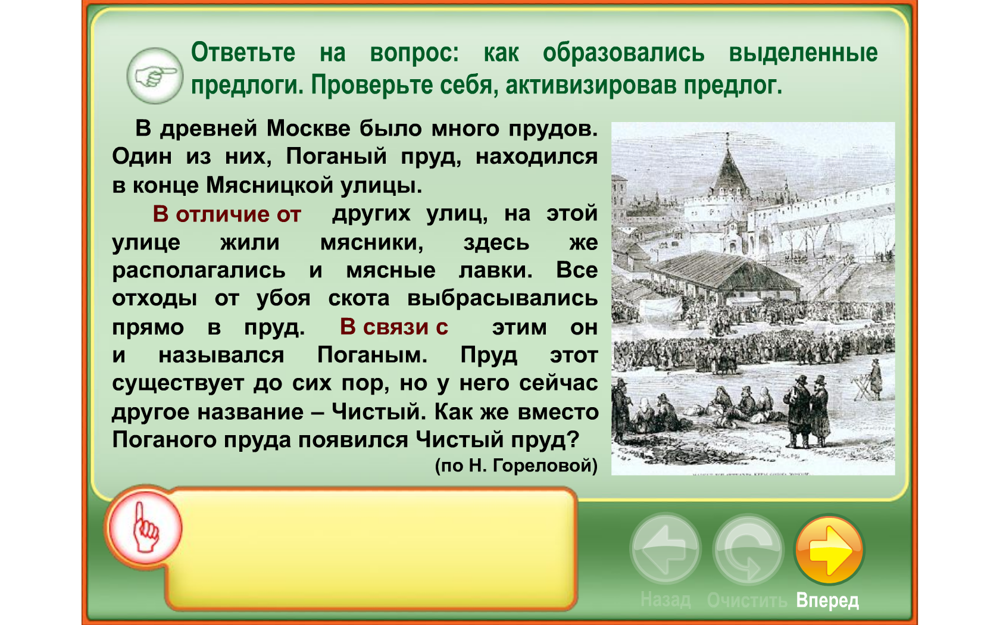 Ответьте на вопрос: как образовались выделенные
предлоги. Проверьте себя, активизировав предлог.
В древней Москве было много прудов.
Один из них, Поганый пруд, находился
в конце Мясницкой улицы.
В отличие от других улиц, на этой
улице жили мясники, здесь же
располагались и мясные лавки. Все
отходы от убоя скота выбрасывались
прямо в пруд. В связи с этим он
и назывался Поганым. Пруд этот
существует до сих пор, но у него сейчас
другое название – Чистый. Как же вместо
Поганого пруда появился Чистый пруд?
(по Н. Гореловой)
Назад Очистить Вперед